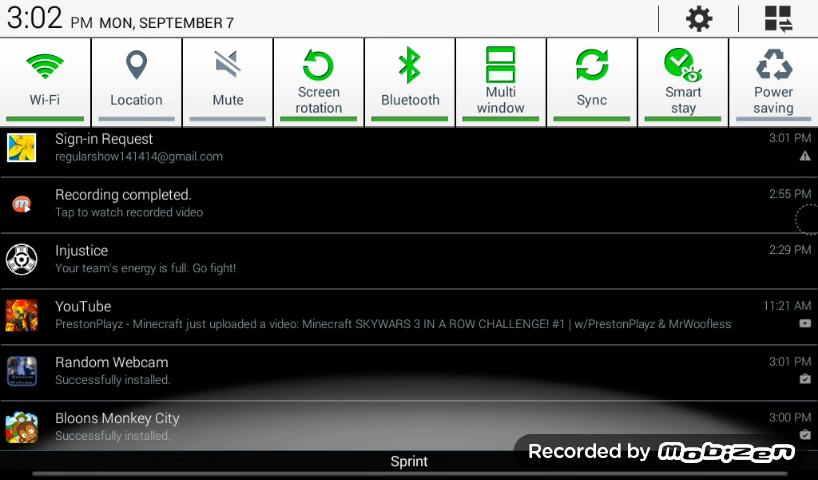 3:02 PM MON, SEPTEMBER 7
Wi-Fi
Location
Mute
Screen
rotation
Bluetooth
Multi
window
Sync
Smart
stay
Power
saving
Sign-in Request
3:01 PM
regularshow141414@gmail.com
Recording completed.
2:55 PM
Tap to watch recorded video
Injustice
2:29 PM
Your team's energy is full. Go fight!
YouTube
11:21 AM
PrestonPlayz - Minecraft just uploaded a video: Minecraft SKYWARS 3 IN A ROW CHALLENGE! #1 | w/PrestonPlayz & MrWoofless
Random Webcam
3:01 PM
Successfully installed.
Bloons Monkey City
3:00 PM
Successfully installed.
Recorded by Mobizen
Sprint